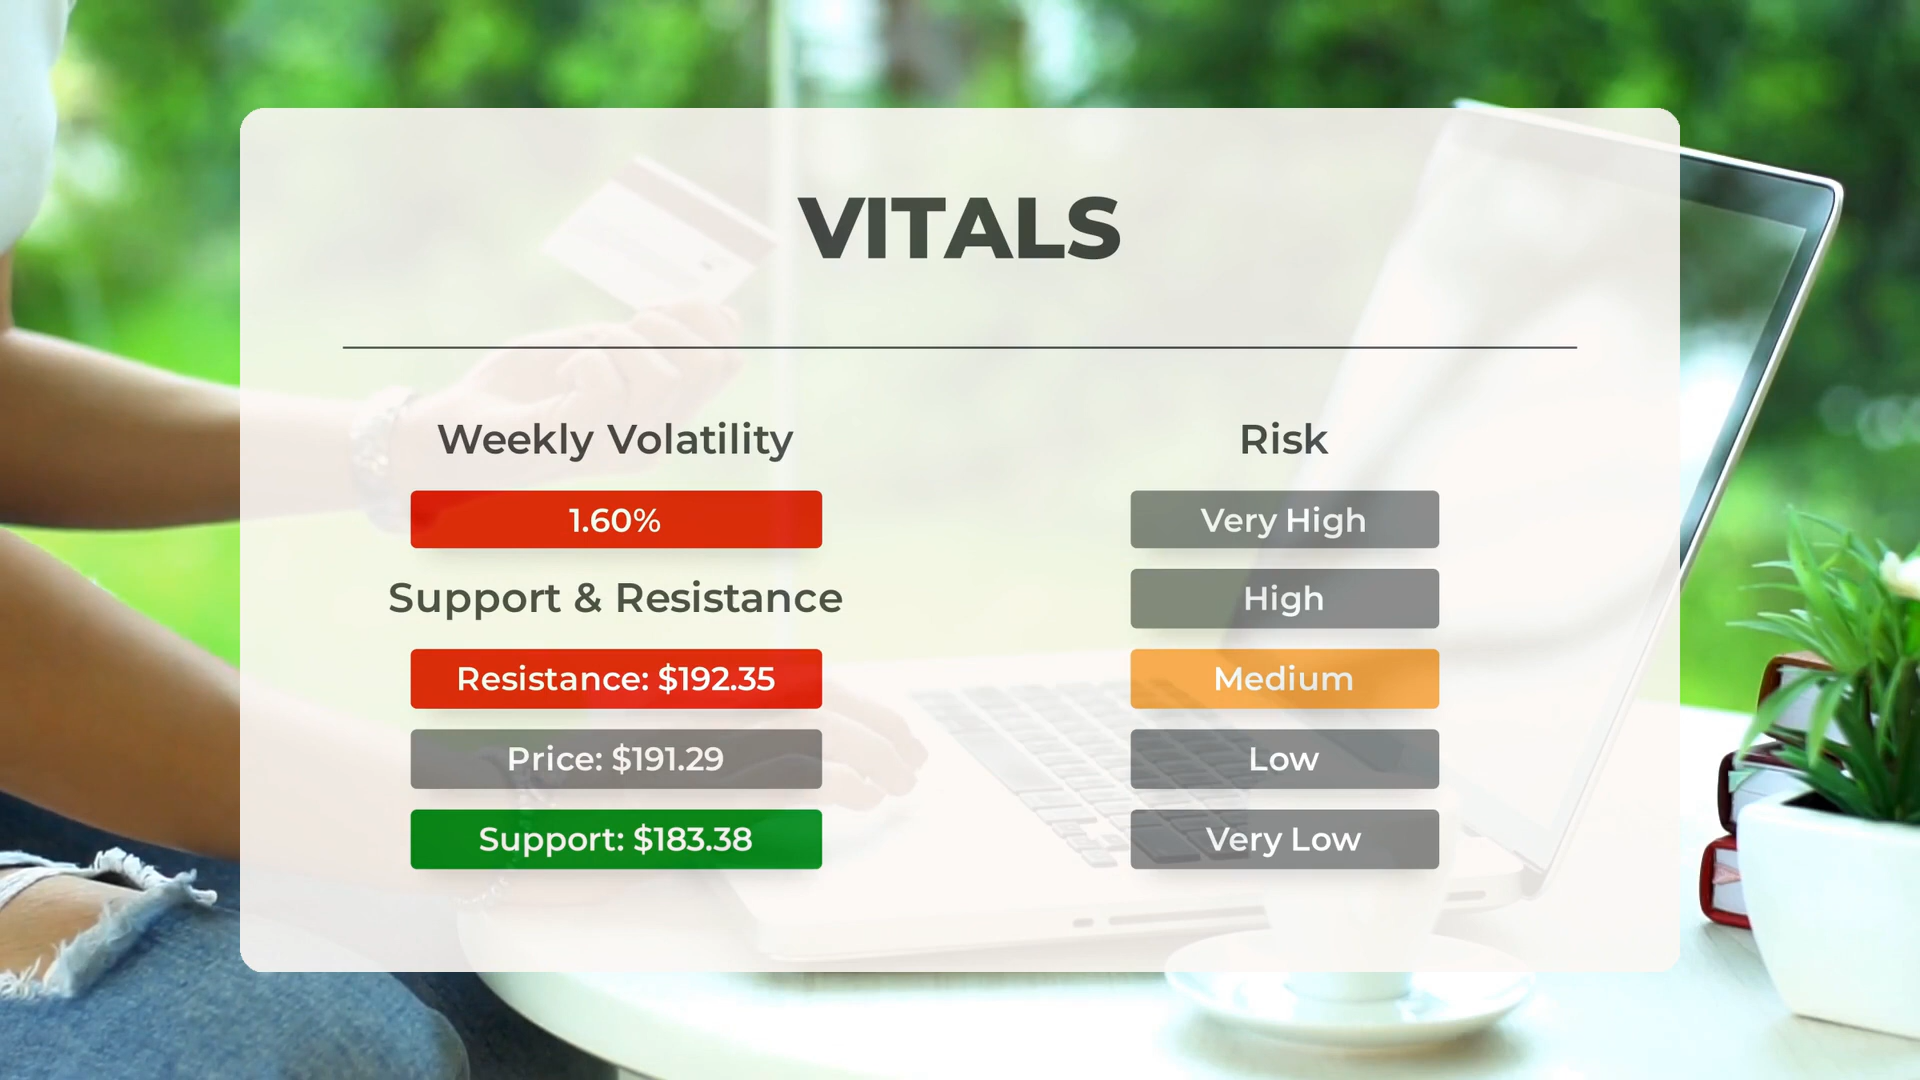 VITALS
Weekly Volatility
1.60%
Support & Resistance
Resistance: $192.35
Price: $191.29
Support: $183.38
Risk
Very High
High
Medium
Low
Very Low